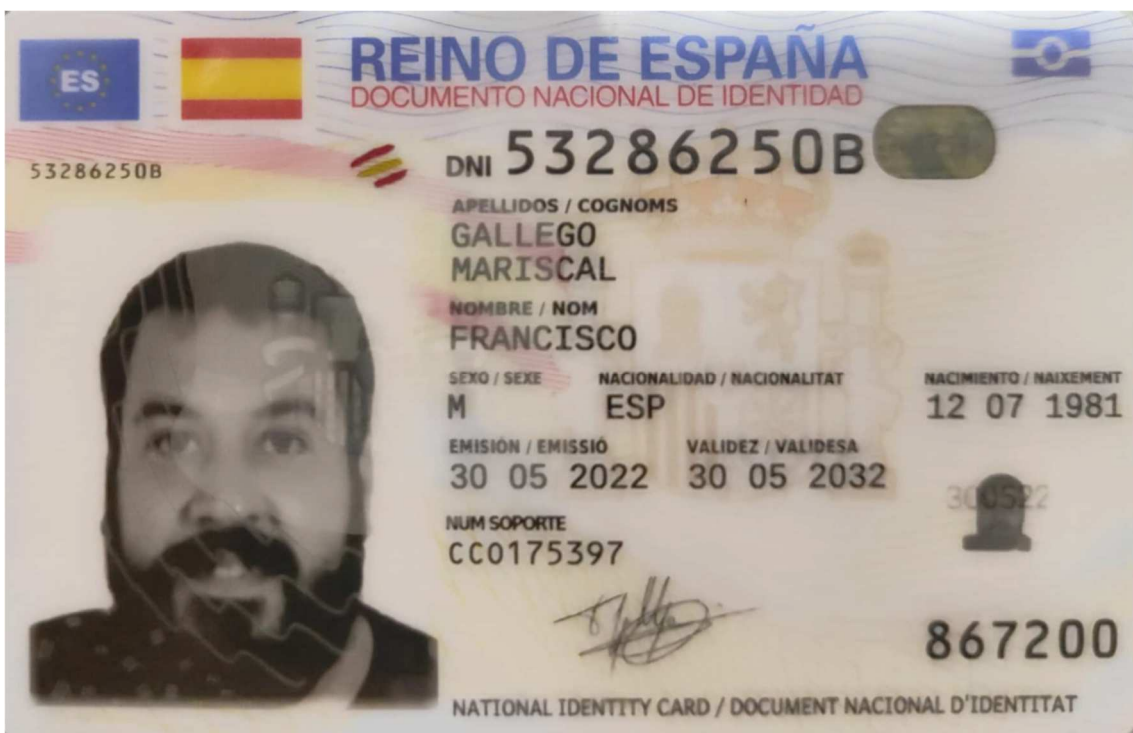 ES
REINO DE ESPAÑA
DOCUMENTO NACIONAL DE IDENTIDAD
53286250B
DNI 53286250B
APELLIDOS / COGNOMS
GALLEGO
MARISCAL
NOMBRE / NOM
FRANCISCO
SEXO / SEXE NACIONALIDAD / NACIONALITAT NACIMIENTO / NAIXEMENT
M ESP 12 07 1981
EMISIÓN / EMISSIÓ VALIDEZ / VALIDESA
30 05 2022 30 05 2032
300522
NUM SOPORTE
CC0175397
867200
NATIONAL IDENTITY CARD / DOCUMENT NACIONAL D'IDENTITAT